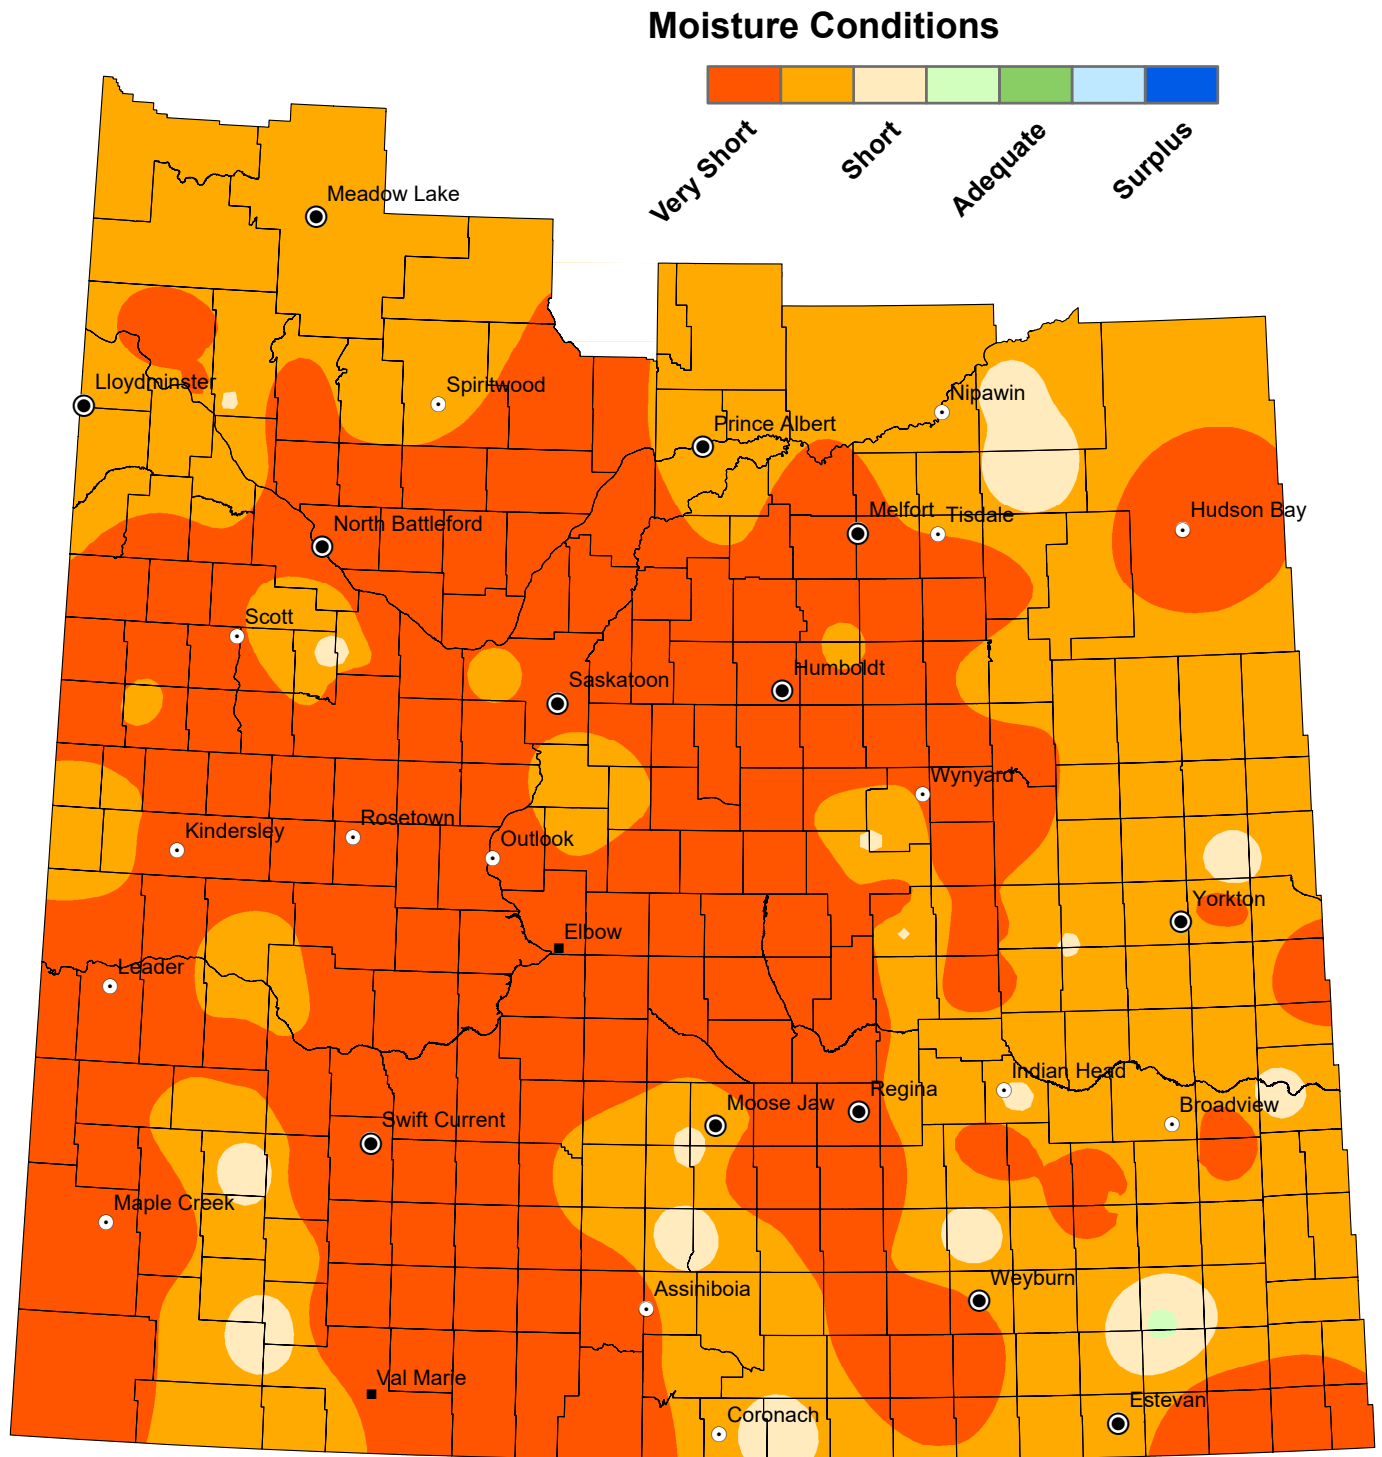 Moisture Conditions
Very Short
Short
Adequate
Surplus
Meadow Lake
Lloydminster
Spiritwood
Nipawin
Prince Albert
North Battleford
Melfort
Tisdale
Hudson Bay
Scott
Saskatoon
Humboldt
Wynyard
Kindersley
Rosetown
Outlook
Yorkton
Elbow
Leader
Indian Head
Regina
Moose Jaw
Broadview
Swift Current
Maple Creek
Assiniboia
Weyburn
Val Marie
Coronach
Estevan